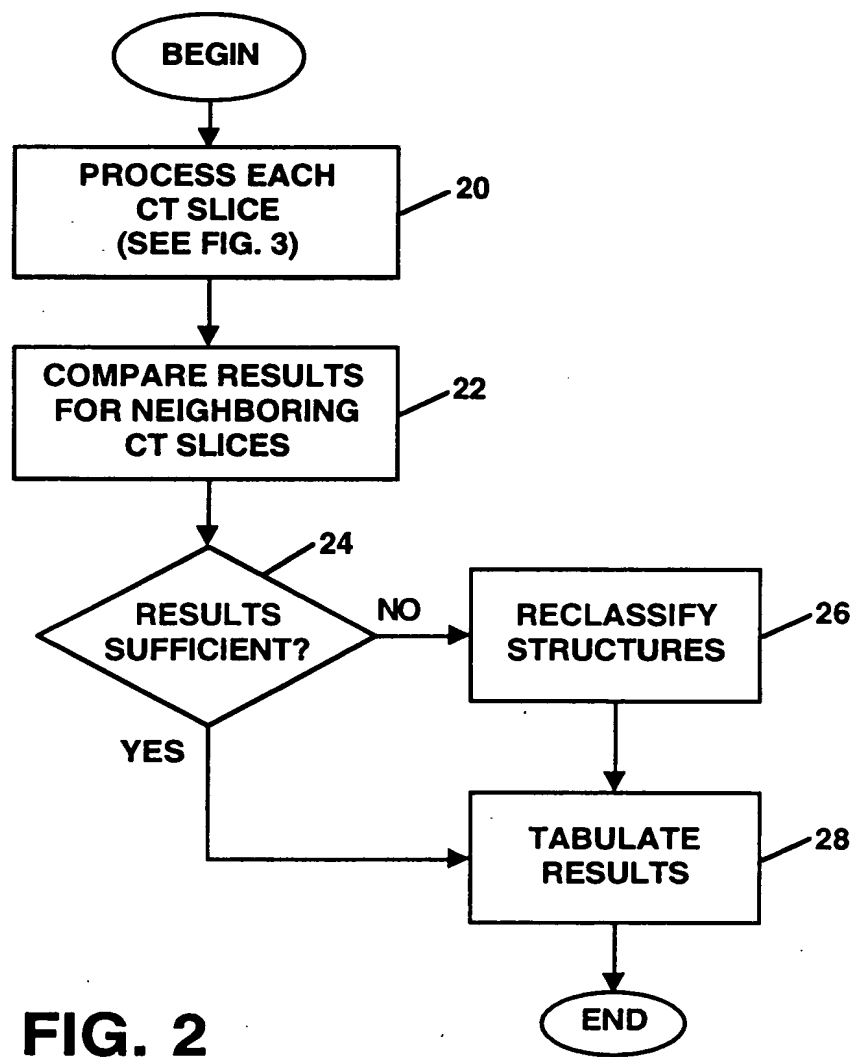 BEGIN
PROCESS EACH
CT SLICE
(SEE FIG. 3)
20
COMPARE RESULTS
FOR NEIGHBORING
CT SLICES
22
24
RESULTS
SUFFICIENT?
NO
RECLASSIFY
STRUCTURES
26
YES
TABULATE
RESULTS
28
END
FIG. 2